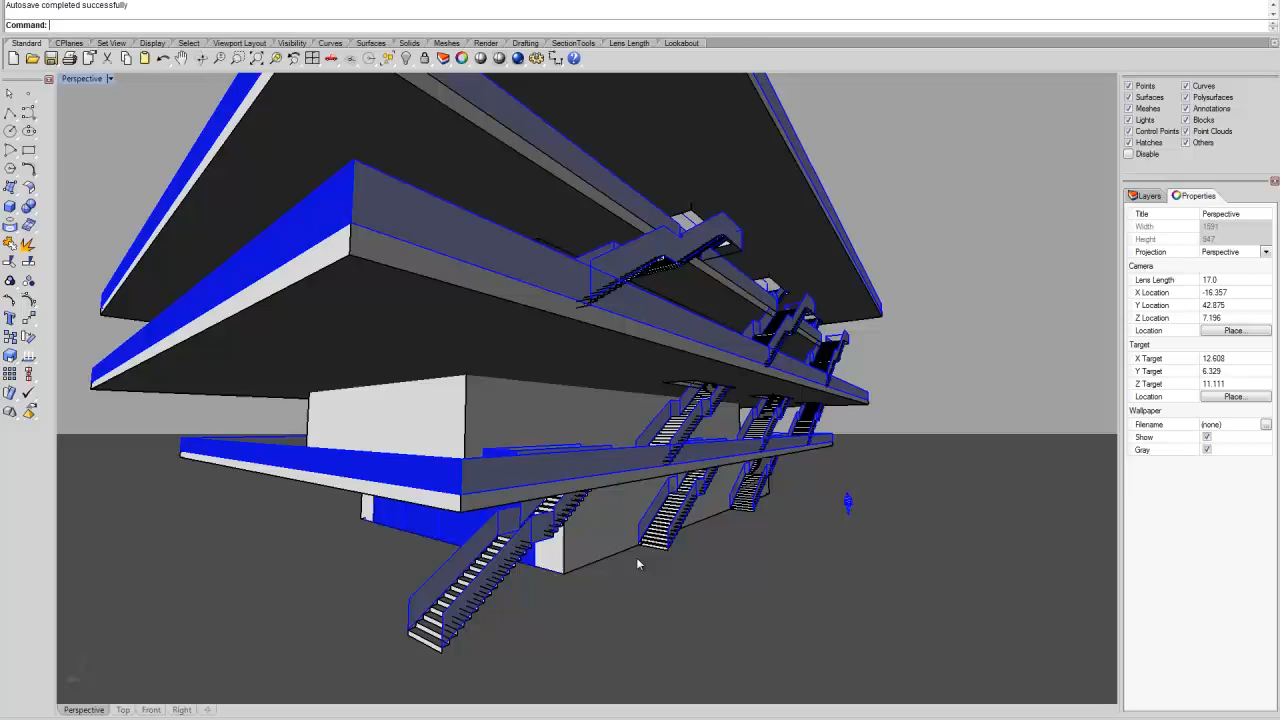 Autosave completed successfully
Command:
Standard CPlanes Set View Display Select Viewport Layout Visibility Curves Surfaces Solids Meshes Render Drafting SectionTools Lens Length Lookabout
Perspective
Points Curves
Surfaces Polysurfaces
Meshes Annotations
Lights Blocks
Control Points Point Clouds
Hatches Others
Disable
Layers Properties
Title Perspective
Width 1591
Height 947
Projection Perspective
Camera
Lens Length 17.0
X Location -16.357
Y Location 42.875
Z Location 7.196
Location Place...
Target
X Target 12.608
Y Target 6.329
Z Target 11.111
Location Place...
Wallpaper
Filename (none) ...
Show
Gray
Perspective Top Front Right